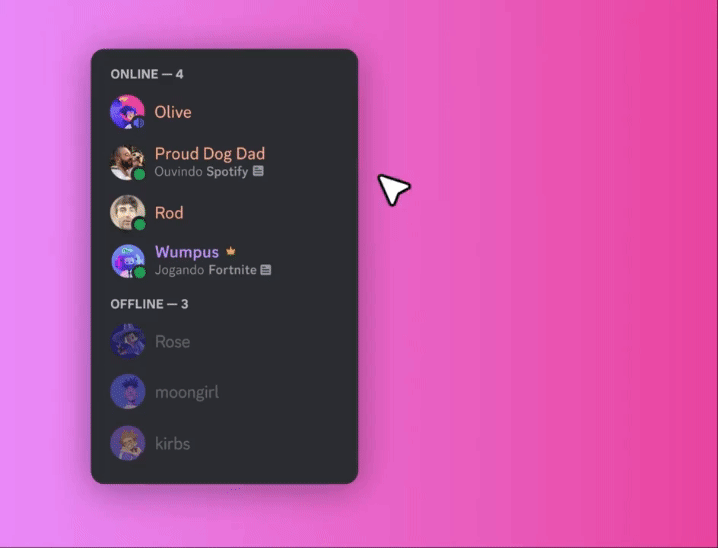 ONLINE — 4
Olive
Proud Dog Dad
Ouvindo Spotify
Rod
Wumpus
Jogando Fortnite
OFFLINE — 3
Rose
moongirl
kirbs